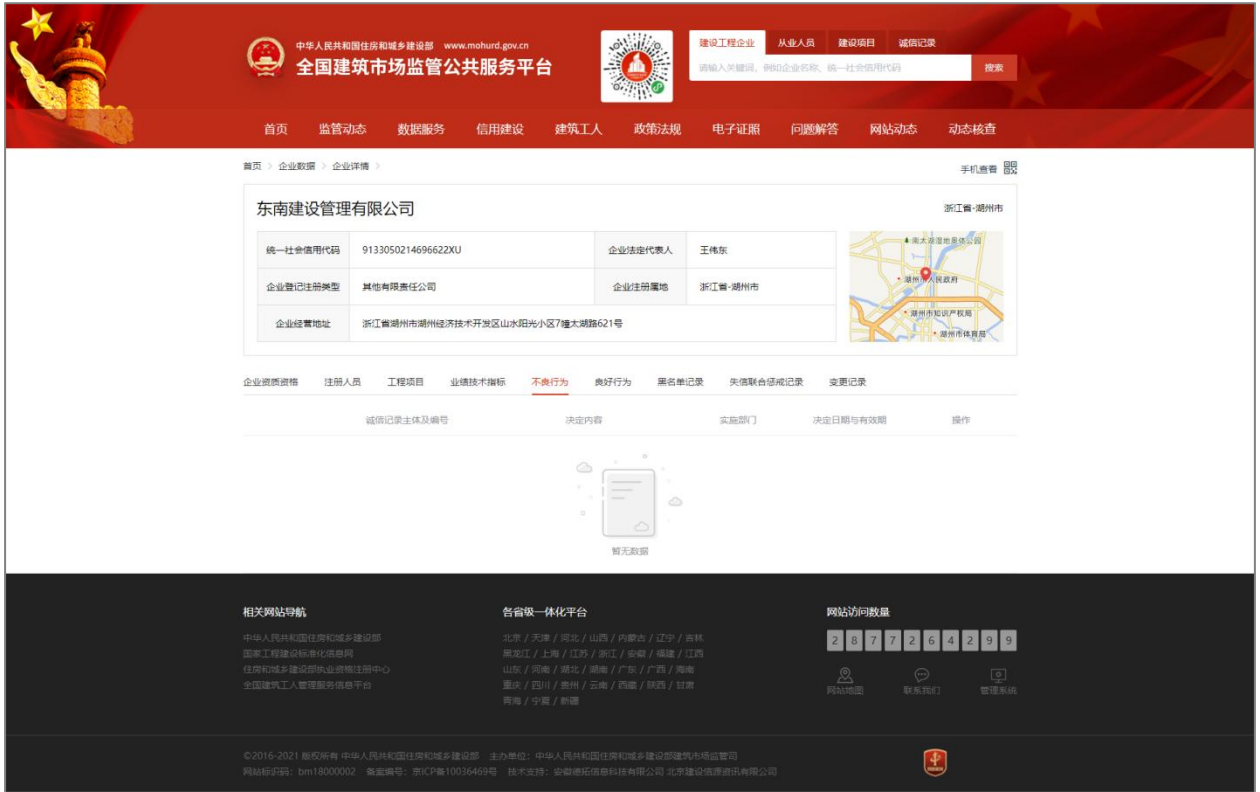 中华人民共和国住房和城乡建设部 www.mohurd.gov.cn
全国建筑市场监管公共服务平台
建设工程企业 从业人员 建设项目 诚信记录
请输入关键词，例如企业名称、统一社会信用代码 搜索
首页 监管动态 数据服务 信用建设 建筑工人 政策法规 电子证照 问题解答 网站动态 动态核查
首页 > 企业数据 > 企业详情 > 手机查看
东南建设管理有限公司 浙江省-湖州市
统一社会信用代码 9133050214696622XU 企业法定代表人 王伟东
企业登记注册类型 其他有限责任公司 企业注册属地 浙江省-湖州市
企业经营地址 浙江省湖州市湖州经济技术开发区山水阳光小区7幢太湖路621号
南太湖湿地奥体公园
湖州市人民政府
湖州市知识产权局
湖州市体育局
企业资质资格 注册人员 工程项目 业绩技术指标 不良行为 良好行为 黑名单记录 失信联合惩戒记录 变更记录
诚信记录主体及编号 决定内容 实施部门 决定日期与有效期 操作
暂无数据
相关网站导航 各省级一体化平台 网站访问数量
中华人民共和国住房和城乡建设部 北京 / 天津 / 河北 / 山西 / 内蒙古 / 辽宁 / 吉林 2 8 7 7 2 6 4 2 9 9
国家工程建设标准化信息网 黑龙江 / 上海 / 江苏 / 浙江 / 安徽 / 福建 / 江西
住房和城乡建设部执业资格注册中心 山东 / 河南 / 湖北 / 湖南 / 广东 / 广西 / 海南
全国建筑工人管理服务信息平台 重庆 / 四川 / 贵州 / 云南 / 西藏 / 陕西 / 甘肃
青海 / 宁夏 / 新疆
网站地图 联系我们 管理系统
©2016-2021 版权所有 中华人民共和国住房和城乡建设部 主办单位：中华人民共和国住房和城乡建设部建筑市场监管司
网站标识码：bm18000002 备案编号：京ICP备10036469号 技术支持：安徽德拓信息科技有限公司 北京建设信源资讯有限公司